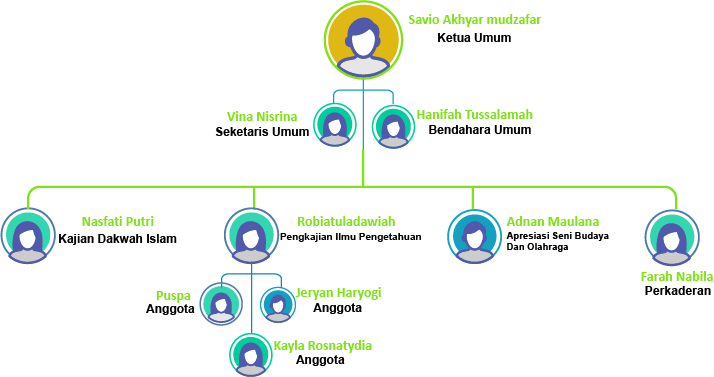 Savio Akhyar mudzafar
Ketua Umum
Vina Nisrina
Seketaris Umum
Hanifah Tussalamah
Bendahara Umum
Nasfati Putri
Kajian Dakwah Islam
Robiatuladawiah
Pengkajian Ilmu Pengetahuan
Adnan Maulana
Apresiasi Seni Budaya
Dan Olahraga
Farah Nabila
Perkaderan
Puspa
Anggota
Jeryan Haryogi
Anggota
Kayla Rosnatydia
Anggota